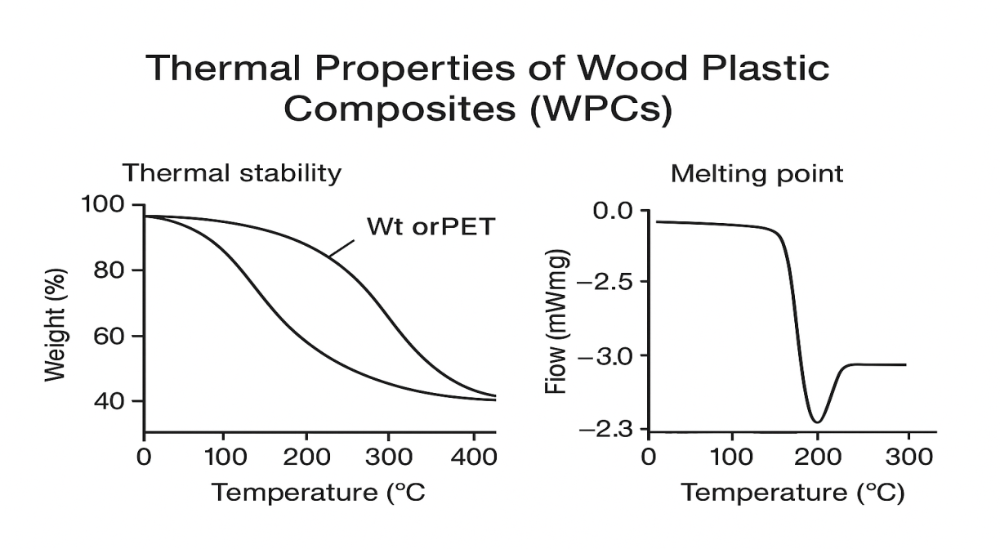 Thermal Properties of Wood Plastic
Composites (WPCs)
Thermal stability
100
80
60
40
Weight (%)
Wt orPET
0 100 200 300 400
Temperature (ºC
Melting point
0.0
−2.5
−3.0
−2.3
Fiow (mWmg)
0 100 200 300
Temperature (ºC)